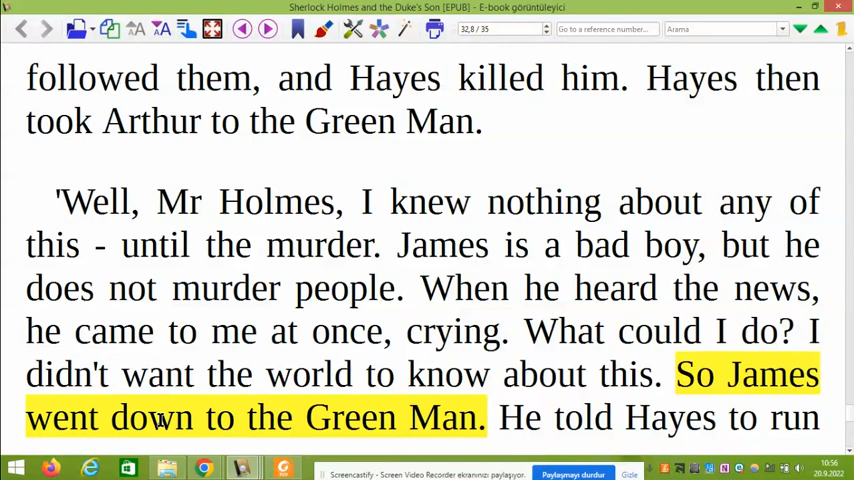 Sherlock Holmes and the Duke's Son [EPUB] - E-book görüntüleyici
32,8 / 35
Go to a reference number...
Arama
followed them, and Hayes killed him. Hayes then
took Arthur to the Green Man.
'Well, Mr Holmes, I knew nothing about any of
this - until the murder. James is a bad boy, but he
does not murder people. When he heard the news,
he came to me at once, crying. What could I do? I
didn't want the world to know about this. So James
went down to the Green Man. He told Hayes to run
Screencastify - Screen Video Recorder ekranınızı paylaşıyor.
Paylaşmayı durdur
Gizle
10:56
20.9.2022